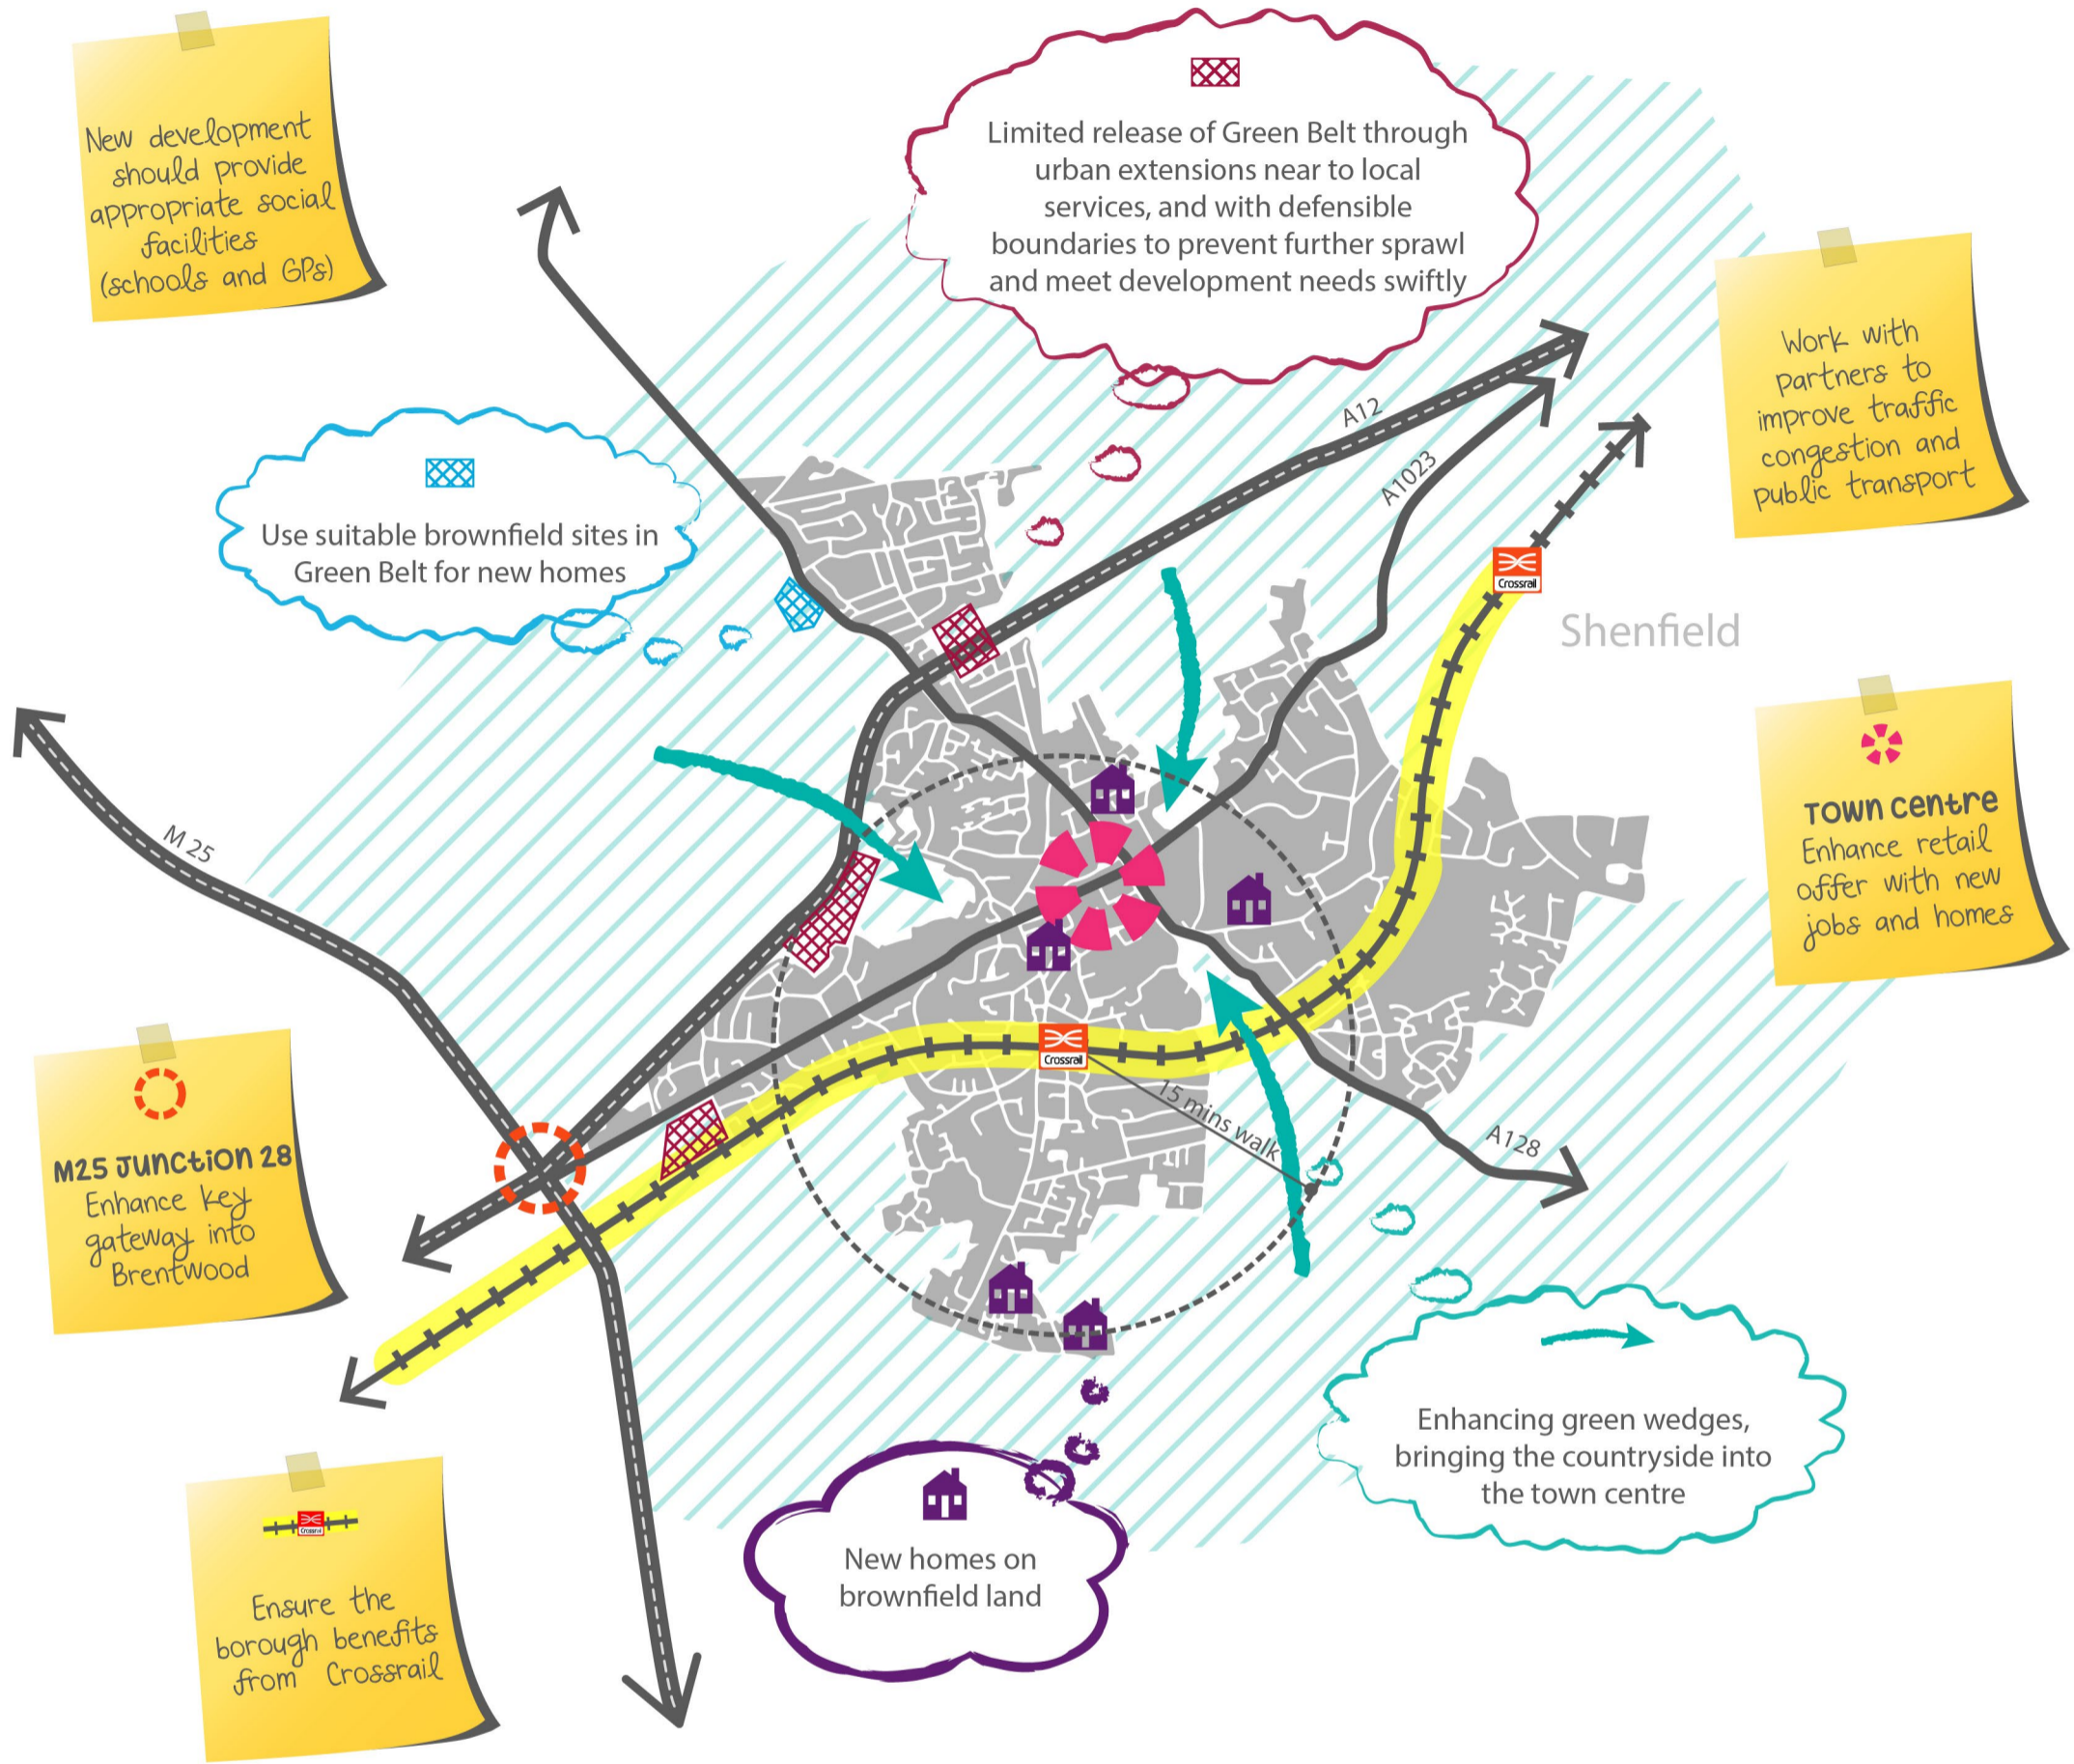 New development
should provide
appropriate social
facilities
(schools and GPs)
Limited release of Green Belt through
urban extensions near to local
services, and with defensible
boundaries to prevent further sprawl
and meet development needs swiftly
Work with
partners to
improve traffic
congestion and
public transport
Use suitable brownfield sites in
Green Belt for new homes
A12
A1023
Crossrail
Shenfield
M 25
TOWN CENTRE
Enhance retail
offer with new
jobs and homes
Crossrail
15 mins walk
A128
M25 JUNCTION 28
Enhance key
gateway into
Brentwood
Enhancing green wedges,
bringing the countryside into
the town centre
New homes on
brownfield land
Crossrail
Ensure the
borough benefits
from Crossrail